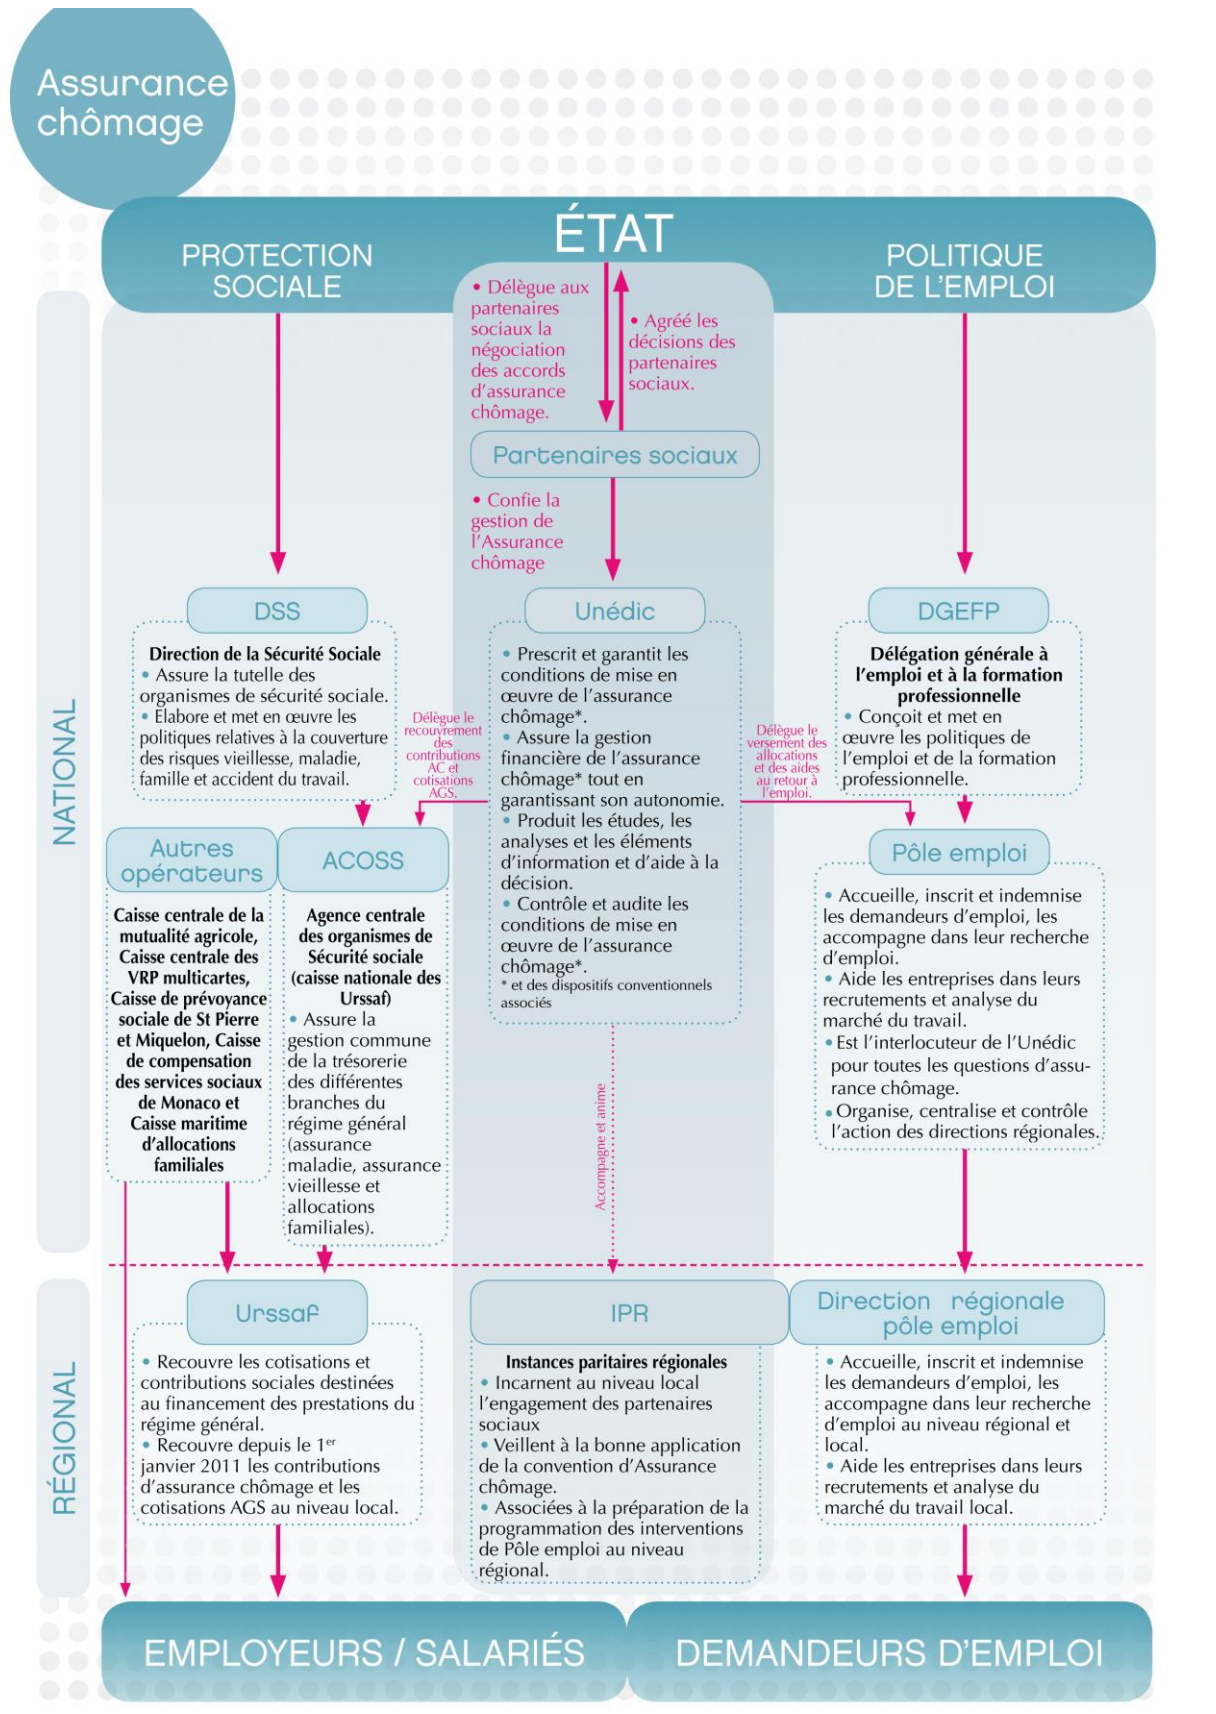 Assurance
chômage
ÉTAT
PROTECTION
SOCIALE
POLITIQUE
DE L'EMPLOI
• Délègue aux
partenaires
sociaux la
négociation
des accords
d'assurance
chômage.
• Agréé les
décisions des
partenaires
sociaux.
Partenaires sociaux
• Confie la
gestion de
l'Assurance
chômage
NATIONAL
DSS
Direction de la Sécurité Sociale
• Assure la tutelle des
organismes de sécurité sociale.
• Elabore et met en œuvre les
politiques relatives à la couverture
des risques vieillesse, maladie,
famille et accident du travail.
Délègue le
recouvrement
des
contributions
AC et
cotisations
AGS.
Unédic
• Prescrit et garantit les
conditions de mise en
œuvre de l'assurance
chômage*.
• Assure la gestion
financière de l'assurance
chômage* tout en
garantissant son autonomie.
• Produit les études, les
analyses et les éléments
d'information et d'aide à la
décision.
• Contrôle et audite les
conditions de mise en
œuvre de l'assurance
chômage*.
* et des dispositifs conventionnels
associés
Délègue le
versement des
allocations
et des aides
au retour à
l'emploi.
DGEFP
Délégation générale à
l'emploi et à la formation
professionnelle
• Conçoit et met en
œuvre les politiques de
l'emploi et de la formation
professionnelle.
Autres
opérateurs
Caisse centrale de la
mutualité agricole,
Caisse centrale des
VRP multicartes,
Caisse de prévoyance
sociale de St Pierre
et Miquelon, Caisse
de compensation
des services sociaux
de Monaco et
Caisse maritime
d'allocations
familiales
ACOSS
Agence centrale
des organismes de
Sécurité sociale
(caisse nationale des
Urssaf)
• Assure la
gestion commune
de la trésorerie
des différentes
branches du
régime général
(assurance
maladie, assurance
vieillesse et
allocations
familiales).
Accompagne et anime
Pôle emploi
• Accueille, inscrit et indemnise
les demandeurs d'emploi, les
accompagne dans leur recherche
d'emploi.
• Aide les entreprises dans leurs
recrutements et analyse du
marché du travail.
• Est l'interlocuteur de l'Unédic
pour toutes les questions d'assu-
rance chômage.
• Organise, centralise et contrôle
l'action des directions régionales.
RÉGIONAL
Urssaf
• Recouvre les cotisations et
contributions sociales destinées
au financement des prestations du
régime général.
• Recouvre depuis le 1er
janvier 2011 les contributions
d'assurance chômage et les
cotisations AGS au niveau local.
IPR
Instances paritaires régionales
• Incarnent au niveau local
l'engagement des partenaires
sociaux
• Veillent à la bonne application
de la convention d'Assurance
chômage.
• Associées à la préparation de la
programmation des interventions
de Pôle emploi au niveau
régional.
Direction régionale
pôle emploi
• Accueille, inscrit et indemnise
les demandeurs d'emploi, les
accompagne dans leur recherche
d'emploi au niveau régional et
local.
• Aide les entreprises dans leurs
recrutements et analyse du
marché du travail local.
EMPLOYEURS / SALARIÉS
DEMANDEURS D'EMPLOI